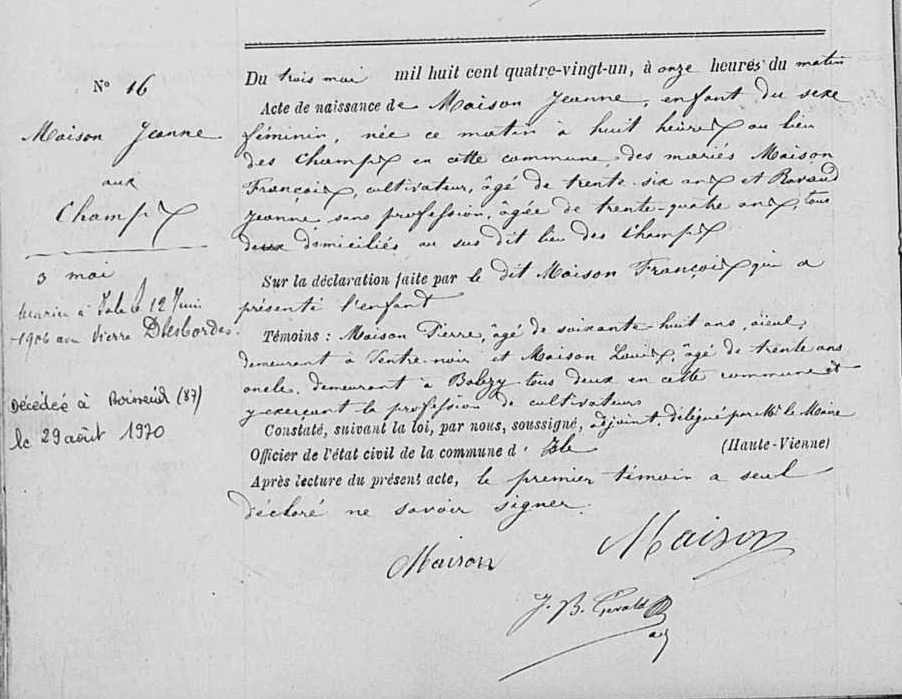 N° 16
Maison Jeanne
aux
Champs
3 mai
Mariée à Isle le 12 Juin
1906 avec Pierre Desbordes.
Décédée à Boisseuil (87)
le 29 août 1970
Du trois mai mil huit cent quatre-vingt-un, à onze heures du matin
Acte de naissance de Maison Jeanne, enfant du sexe
féminin, née ce matin à huit heures au lieu
des Champs en cette commune, des mariés Maison
François, cultivateur, âgé de trente-six ans et Ravaud
Jeanne, sans profession, âgée de trente-quatre ans, tous
deux domiciliés au sus dit lieu des Champs
Sur la déclaration faite par le dit Maison François qui a
présenté l'enfant
Témoins : Maison Pierre, âgé de soixante huit ans, aïeul,
demeurant à Ventre-noir et Maison Louis, âgé de trente ans
oncle, demeurant à Balezy tous deux en cette commune et
y exerçant la profession de cultivateurs
Constaté, suivant la loi, par nous, soussigné, adjoint, délégué par Mr le Maire
Officier de l'état civil de la commune d'Isle (Haute-Vienne)
Après lecture du présent acte, le premier témoin a seul
déclaré ne savoir signer.
Maison Maison
J. B.